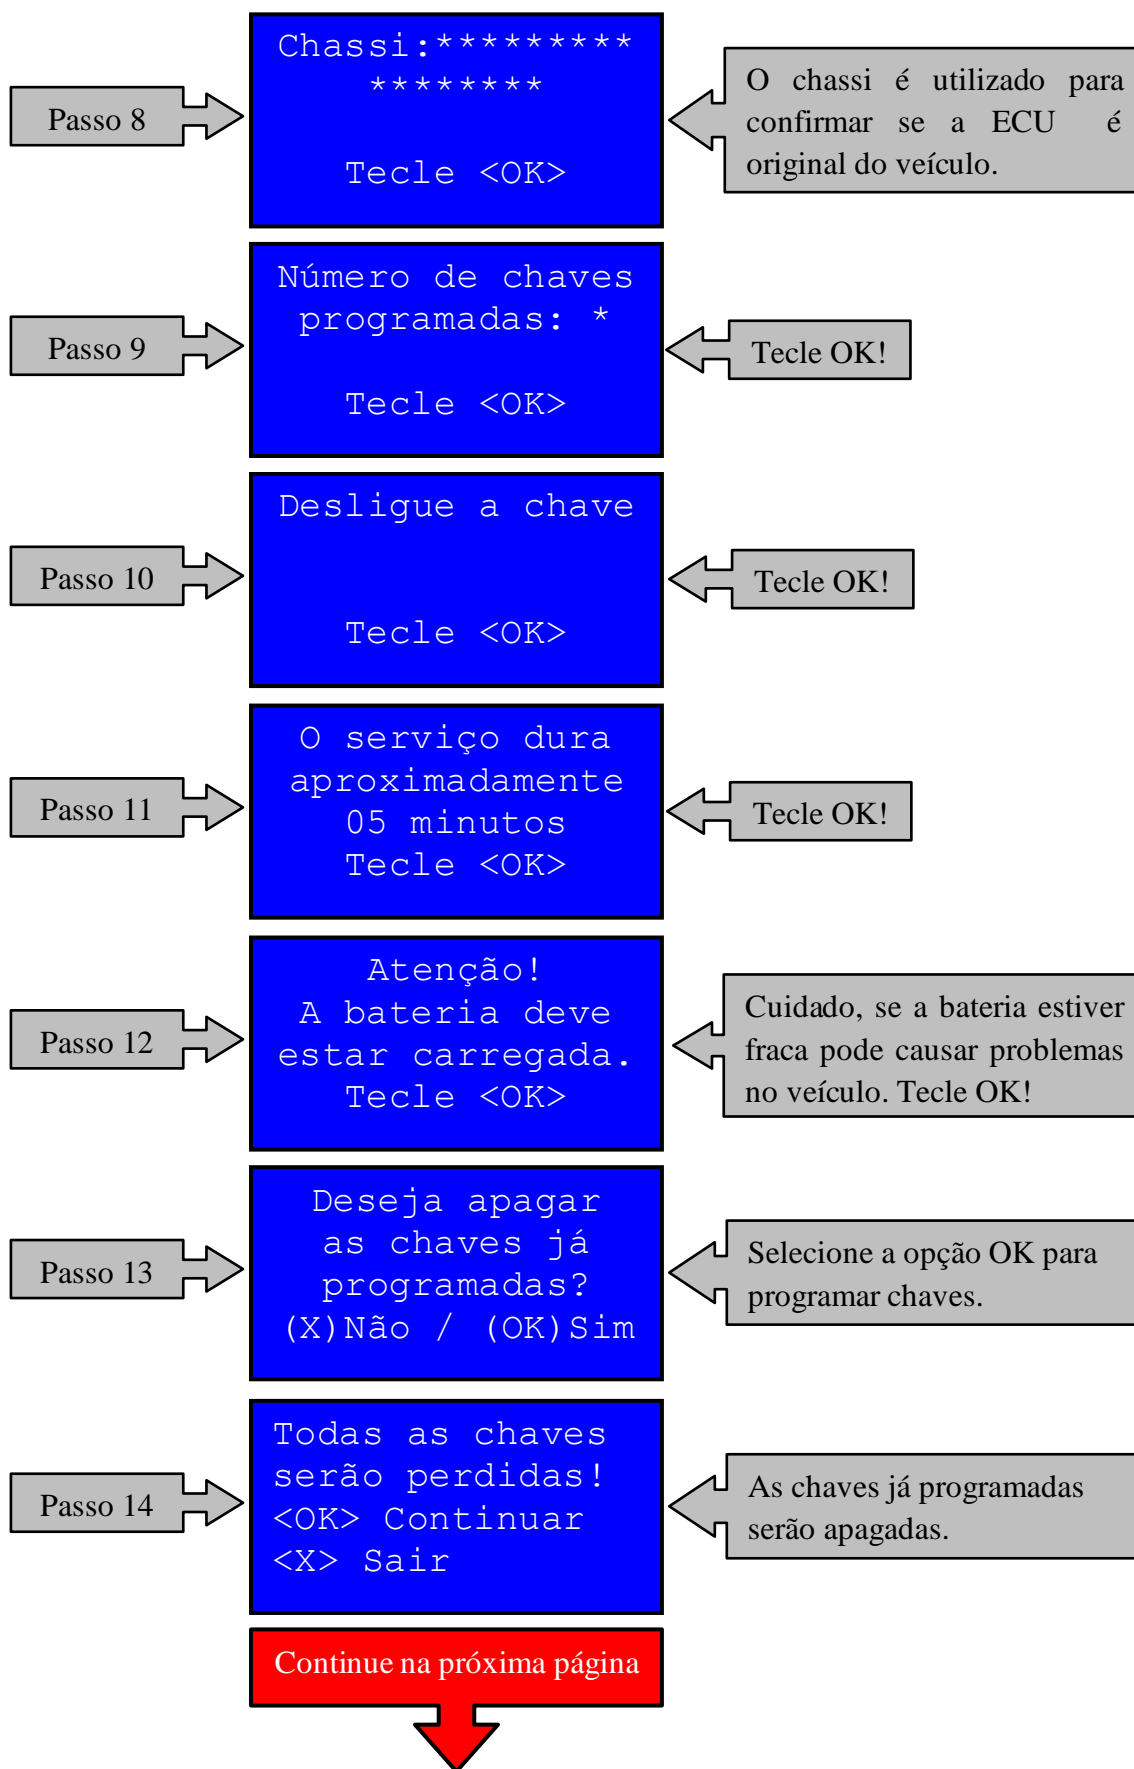 Passo 8
Chassi:*********
********
Tecle <OK>
O chassi é utilizado para
confirmar se a ECU é
original do veículo.
Passo 9
Número de chaves
programadas: *
Tecle <OK>
Tecle OK!
Passo 10
Desligue a chave
Tecle <OK>
Tecle OK!
Passo 11
O serviço dura
aproximadamente
05 minutos
Tecle <OK>
Tecle OK!
Passo 12
Atenção!
A bateria deve
estar carregada.
Tecle <OK>
Cuidado, se a bateria estiver
fraca pode causar problemas
no veículo. Tecle OK!
Passo 13
Deseja apagar
as chaves já
programadas?
(X)Não / (OK)Sim
Selecione a opção OK para
programar chaves.
Passo 14
Todas as chaves
serão perdidas!
<OK> Continuar
<X> Sair
As chaves já programadas
serão apagadas.
Continue na próxima página